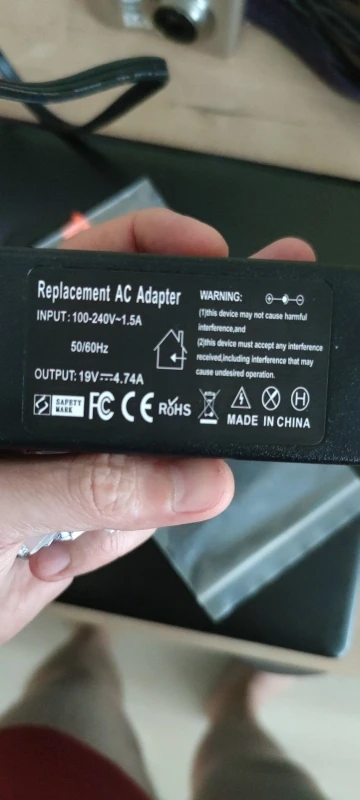 Replacement AC Adapter
INPUT: 100-240V~1.5A
50/60Hz
OUTPUT: 19V⎓4.74A
WARNING:
(1)this device may not cause harmful
interference,and
(2)this device must accept any interference
received,including interference that may
cause undesired operation.
S SAFETY MARK FC CE RoHS
H
MADE IN CHINA